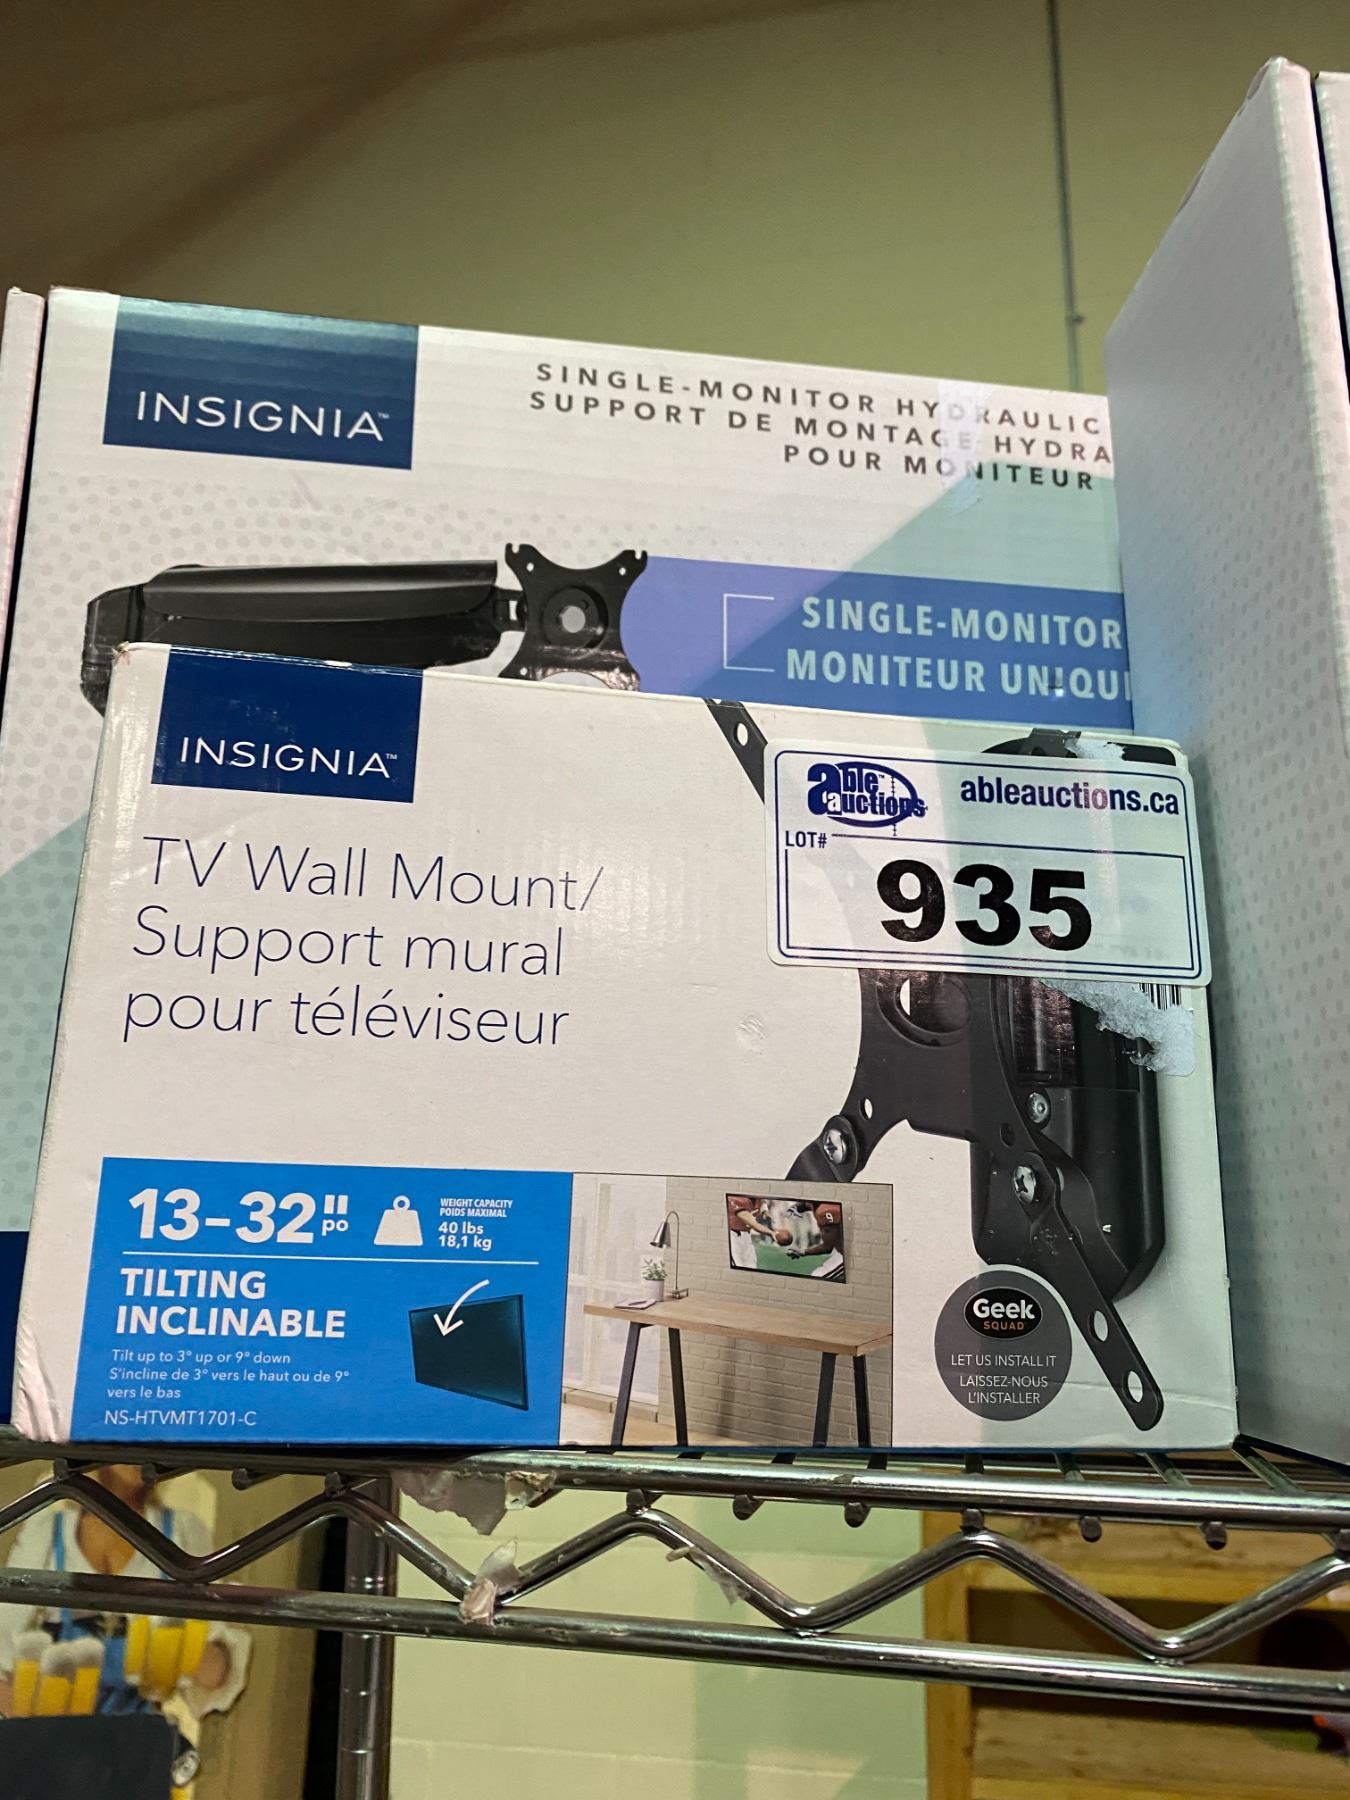 INSIGNIA™
SINGLE-MONITOR HYDRAULIC
SUPPORT DE MONTAGE HYDRA
POUR MONITEUR
SINGLE-MONITOR
MONITEUR UNIQU
INSIGNIA™
TV Wall Mount/
Support mural
pour téléviseur
able™
auctions
ableauctions.ca
LOT#
935
13-32" po
WEIGHT CAPACITY
POIDS MAXIMAL
40 lbs
18,1 kg
TILTING
INCLINABLE
Tilt up to 3° up or 9° down
S'incline de 3° vers le haut ou de 9°
vers le bas
NS-HTVMT1701-C
Geek
SQUAD
LET US INSTALL IT
LAISSEZ-NOUS
L'INSTALLER